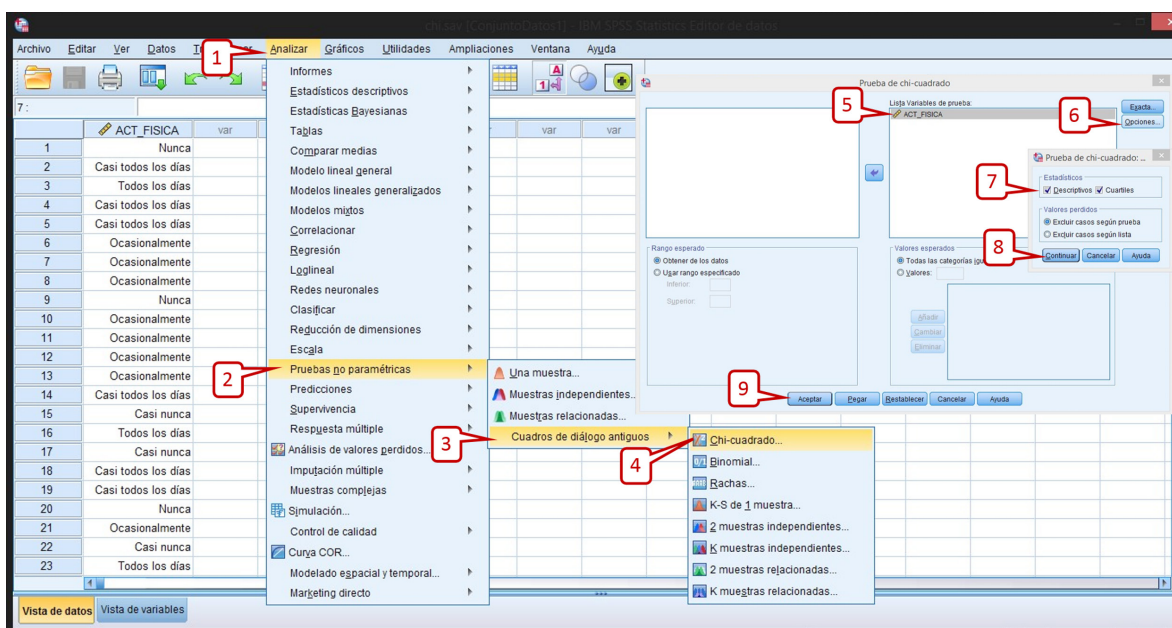 chi.sav [ConjuntoDatos1] - IBM SPSS Statistics Editor de datos
Archivo Editar Ver Datos Analizar Gráficos Utilidades Ampliaciones Ventana Ayuda
1
7 :
ACT_FISICA var var var
1 Nunca
2 Casi todos los días
3 Todos los días
4 Casi todos los días
5 Casi todos los días
6 Ocasionalmente
7 Ocasionalmente
8 Ocasionalmente
9 Nunca
10 Ocasionalmente
11 Ocasionalmente
12 Ocasionalmente
13 Ocasionalmente
14 Casi todos los días
15 Casi nunca
16 Todos los días
17 Casi nunca
18 Casi todos los días
19 Casi todos los días
20 Nunca
21 Ocasionalmente
22 Casi nunca
23 Todos los días
Vista de datos Vista de variables
Informes
Estadísticos descriptivos
Estadísticas Bayesianas
Tablas
Comparar medias
Modelo lineal general
Modelos lineales generalizados
Modelos mixtos
Correlacionar
Regresión
Loglineal
Redes neuronales
Clasificar
Reducción de dimensiones
Escala
2
Pruebas no paramétricas
Predicciones
Supervivencia
Respuesta múltiple
Análisis de valores perdidos...
Imputación múltiple
Muestras complejas
Simulación...
Control de calidad
Curva COR...
Modelado espacial y temporal...
Marketing directo
Una muestra...
Muestras independientes...
Muestras relacionadas...
3
Cuadros de diálogo antiguos
4
Chi-cuadrado...
Binomial...
Rachas...
K-S de 1 muestra...
2 muestras independientes...
K muestras independientes...
2 muestras relacionadas...
K muestras relacionadas...
Prueba de chi-cuadrado
Lista Variables de prueba:
5
ACT_FISICA
Exacta...
6
Opciones...
Rango esperado
Obtener de los datos
Usar rango especificado
Inferior:
Superior:
Valores esperados
Todas las categorías
Valores:
Añadir
Cambiar
Eliminar
9
Aceptar Pegar Restablecer Cancelar Ayuda
Prueba de chi-cuadrado: ...
Estadísticos
7
Descriptivos Cuartiles
Valores perdidos
Excluir casos según prueba
Excluir casos según lista
8
Continuar Cancelar Ayuda